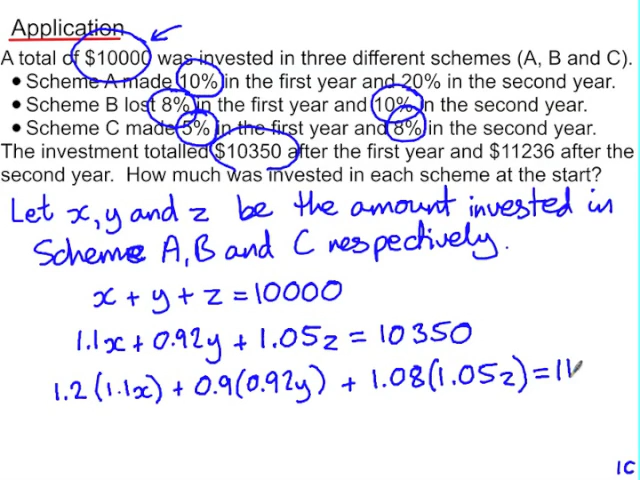 Application
A total of $10000 was invested in three different schemes (A, B and C).
• Scheme A made 10% in the first year and 20% in the second year.
• Scheme B lost 8% in the first year and 10% in the second year.
• Scheme C made 5% in the first year and 8% in the second year.
The investment totalled $10350 after the first year and $11236 after the
second year. How much was invested in each scheme at the start?
Let x, y and z be the amount invested in
Scheme A, B and C respectively.
x + y + z = 10000
1.1x + 0.92y + 1.05z = 10350
1.2(1.1x) + 0.9(0.92y) + 1.08(1.05z) = 11
1C